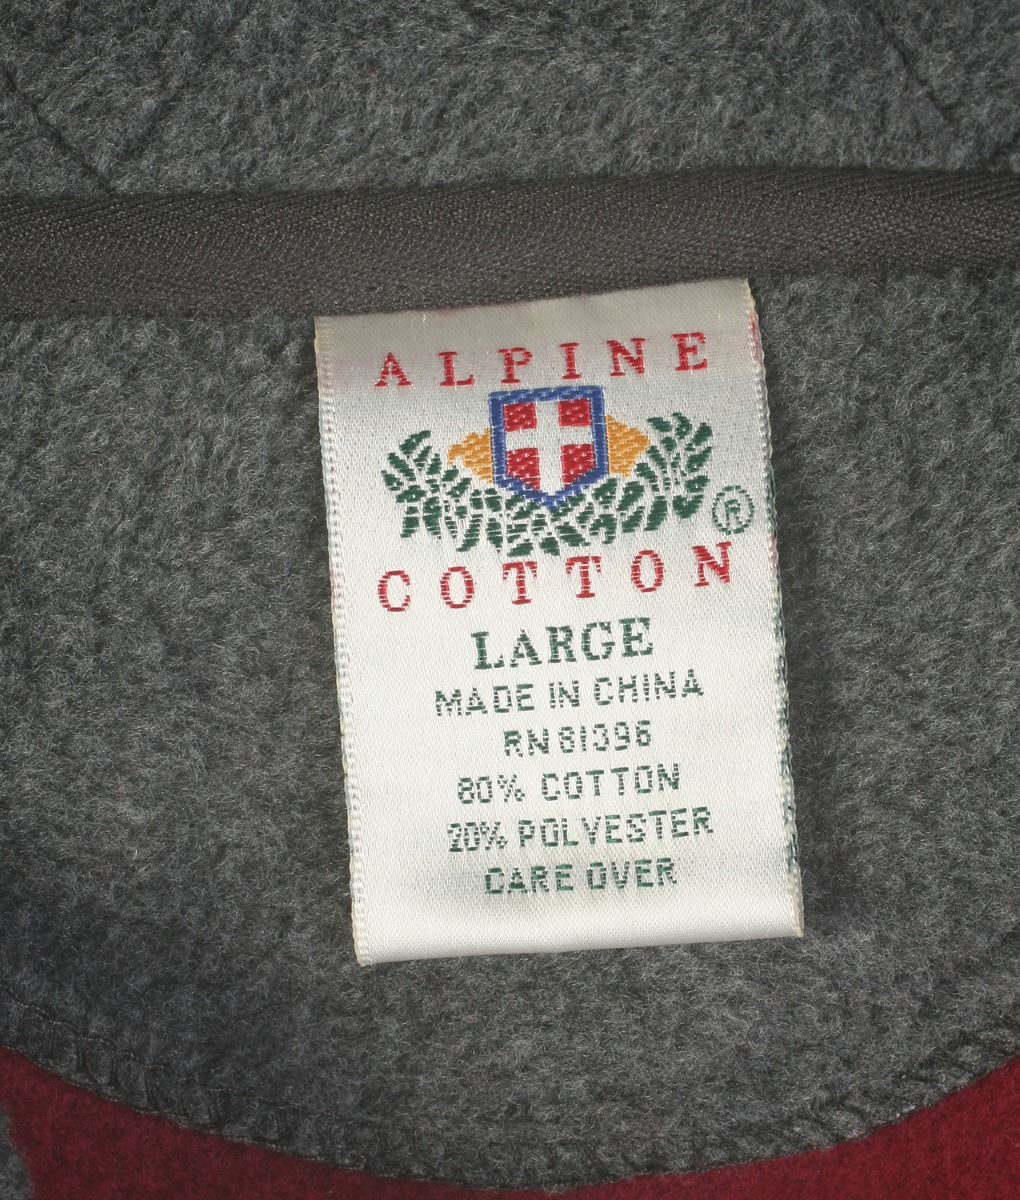 ALPINE
®
COTTON
LARGE
MADE IN CHINA
RN 81396
80% COTTON
20% POLYESTER
CARE OVER